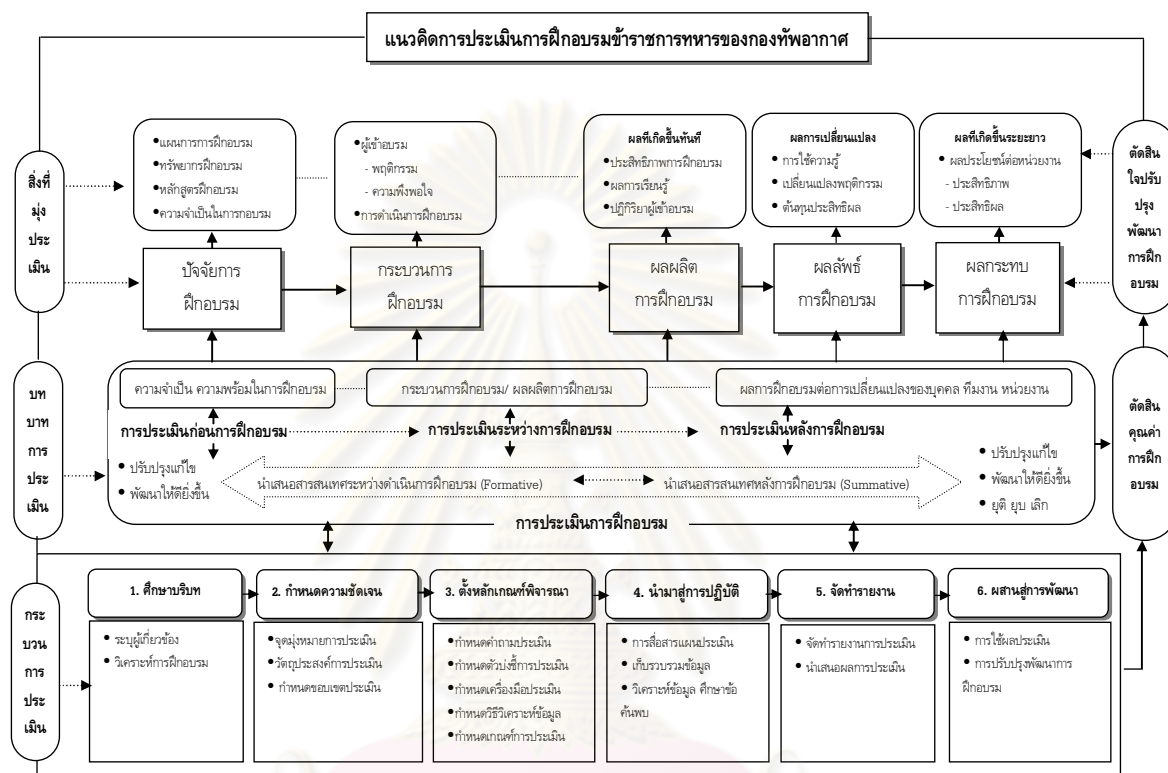 แนวคิดการประเมินการฝึกอบรมข้าราชการทหารของกองทัพอากาศ
สิ่งที่
มุ่ง
ประ
เมิน
•แผนการการฝึกอบรม
•ทรัพยากรฝึกอบรม
•หลักสูตรฝึกอบรม
•ความจำเป็นในการกอบรม
•ผู้เข้าอบรม
- พฤติกรรม
- ความพึงพอใจ
•การดำเนินการฝึกอบรม
ผลที่เกิดขึ้นทันที
•ประสิทธิภาพการฝึกอบรม
•ผลการเรียนรู้
•ปฏิกิริยาผู้เข้าอบรม
ผลการเปลี่ยนแปลง
• การใช้ความรู้
• เปลี่ยนแปลงพฤติกรรม
• ต้นทุนประสิทธิผล
ผลที่เกิดขึ้นระยะยาว
• ผลประโยชน์ต่อหน่วยงาน
- ประสิทธิภาพ
- ประสิทธิผล
ตัดสิน
ใจปรับ
ปรุง
พัฒนา
การฝึก
อบรม
ปัจจัยการ
ฝึกอบรม
กระบวนการ
ฝึกอบรม
ผลผลิต
การฝึกอบรม
ผลลัพธ์
การฝึกอบรม
ผลกระทบ
การฝึกอบรม
บท
บาท
การ
ประ
เมิน
ความจำเป็น ความพร้อมในการฝึกอบรม
กระบวนการฝึกอบรม/ ผลผลิตการฝึกอบรม
ผลการฝึกอบรมต่อการเปลี่ยนแปลงของบุคคล ทีมงาน หน่วยงาน
การประเมินก่อนการฝึกอบรม
การประเมินระหว่างการฝึกอบรม
การประเมินหลังการฝึกอบรม
• ปรับปรุงแก้ไข
• พัฒนาให้ดียิ่งขึ้น
นำเสนอสารสนเทศระหว่างดำเนินการฝึกอบรม (Formative)
นำเสนอสารสนเทศหลังการฝึกอบรม (Summative)
• ปรับปรุงแก้ไข
• พัฒนาให้ดียิ่งขึ้น
• ยุติ ยุบ เลิก
การประเมินการฝึกอบรม
ตัดสิน
คุณค่า
การฝึก
อบรม
กระ
บวน
การ
ประ
เมิน
1. ศึกษาบริบท
• ระบุผู้เกี่ยวข้อง
• วิเคราะห์การฝึกอบรม
2. กำหนดความชัดเจน
•จุดมุ่งหมายการประเมิน
•วัตถุประสงค์การประเมิน
• กำหนดขอบเขตประเมิน
3. ตั้งหลักเกณฑ์พิจารณา
•กำหนดคำถามประเมิน
•กำหนดตัวบ่งชี้การประเมิน
•กำหนดเครื่องมือประเมิน
•กำหนดวิธีวิเคราะห์ข้อมูล
•กำหนดเกณฑ์การประเมิน
4. นำมาสู่การปฏิบัติ
• การสื่อสารแผนประเมิน
• เก็บรวบรวมข้อมูล
• วิเคราะห์ข้อมูล ศึกษาข้อ
ค้นพบ
5. จัดทำรายงาน
• จัดทำรายงานการประเมิน
• นำเสนอผลการประเมิน
6. ผสานสู่การพัฒนา
• การใช้ผลประเมิน
• การปรับปรุงพัฒนาการ
ฝึกอบรม